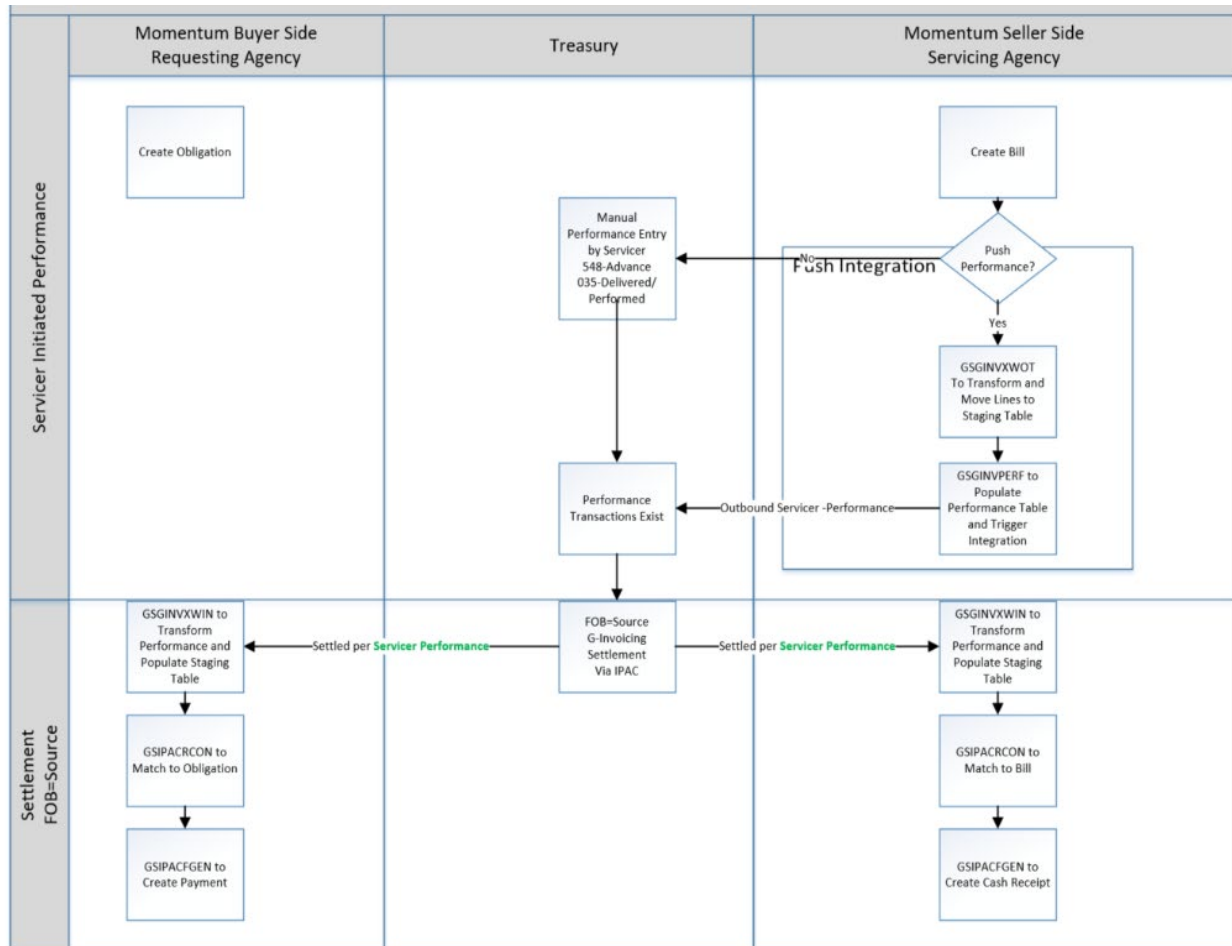 Momentum Buyer Side
Requesting Agency
Treasury
Momentum Seller Side
Servicing Agency
Servicer Initiated Performance
Create Obligation
Create Bill
Manual
Performance Entry
by Servicer
548-Advance
035-Delivered/
Performed
No
Push Integration
Push
Performance?
Yes
GSGINVXWOT
To Transform and
Move Lines to
Staging Table
Performance
Transactions Exist
Outbound Servicer -Performance
GSGINVPERF to
Populate
Performance Table
and Trigger
Integration
Settlement
FOB=Source
GSGINVXWIN to
Transform
Performance and
Populate Staging
Table
Settled per Servicer Performance
FOB=Source
G-Invoicing
Settlement
Via IPAC
Settled per Servicer Performance
GSGINVXWIN to
Transform
Performance and
Populate Staging
Table
GSIPACRCON to
Match to Obligation
GSIPACRCON to
Match to Bill
GSIPACFGEN to
Create Payment
GSIPACFGEN to
Create Cash Receipt